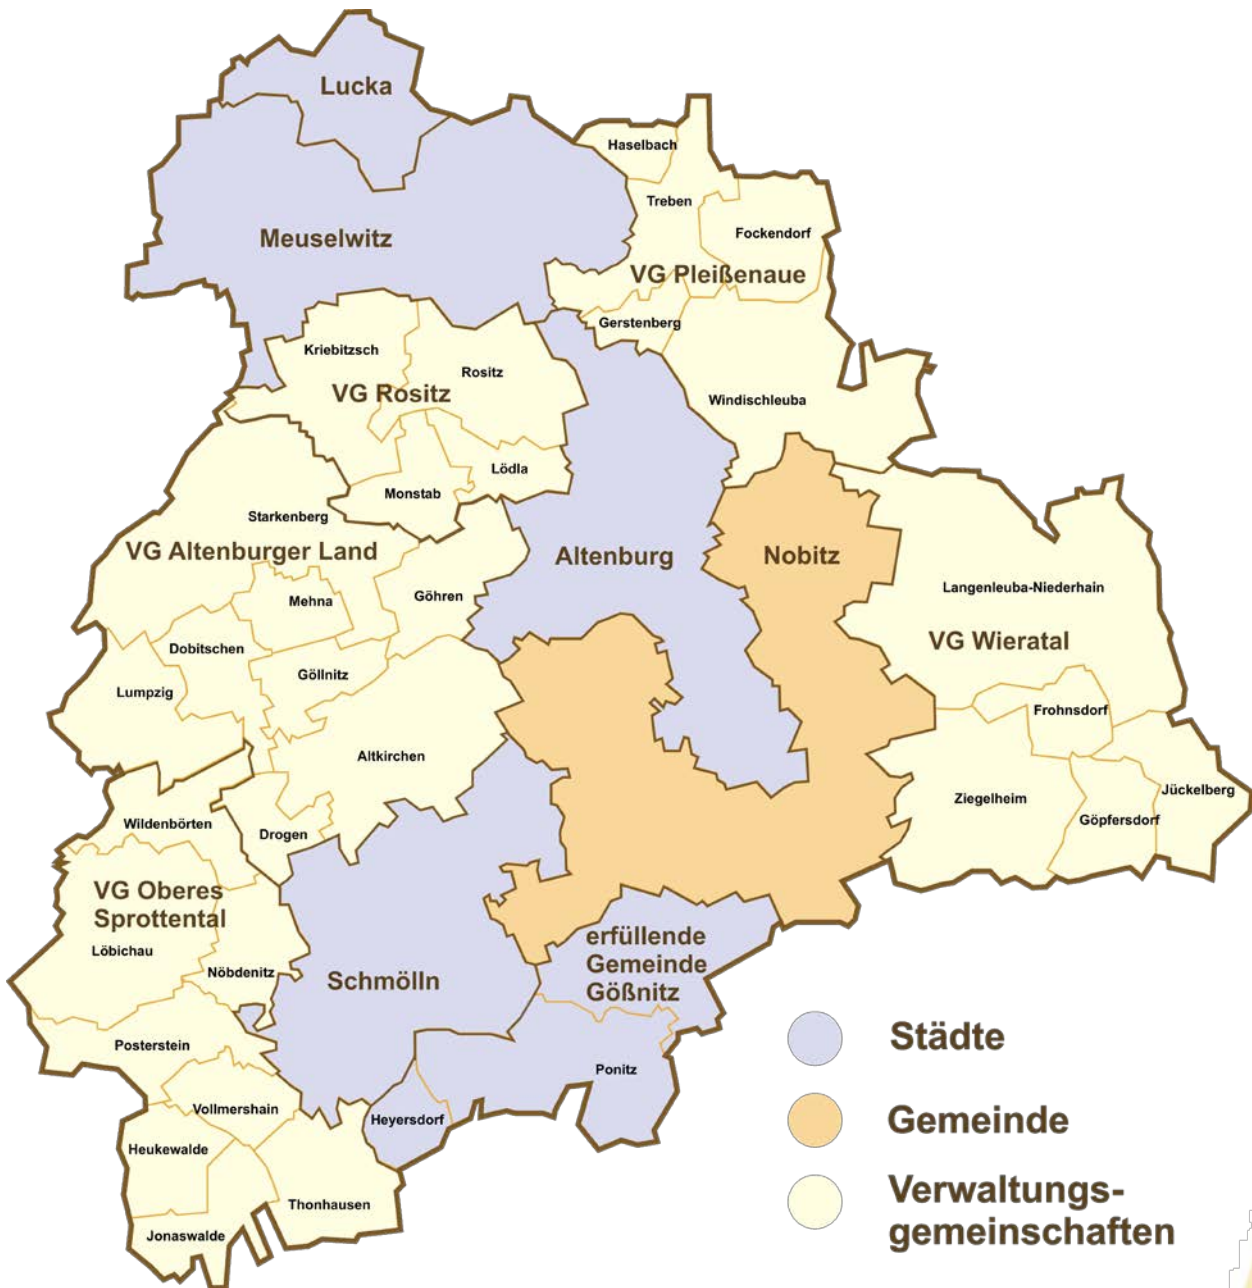 Lucka
Haselbach
Treben
Fockendorf
Meuselwitz
VG Pleißenaue
Gerstenberg
Kriebitzsch
Rositz
VG Rositz
Windischleuba
Lödla
Monstab
Starkenberg
VG Altenburger Land
Altenburg
Nobitz
Langenleuba-Niederhain
Mehna
Göhren
Dobitschen
VG Wieratal
Göllnitz
Lumpzig
Frohnsdorf
Altkirchen
Jückelberg
Ziegelheim
Göpfersdorf
Wildenbörten
Drogen
VG Oberes
Sprottental
Löbichau
erfüllende
Gemeinde
Gößnitz
Nöbdenitz
Schmölln
Städte
Posterstein
Ponitz
Vollmershain
Heyersdorf
Gemeinde
Heukewalde
Thonhausen
Verwaltungs-
gemeinschaften
Jonaswalde